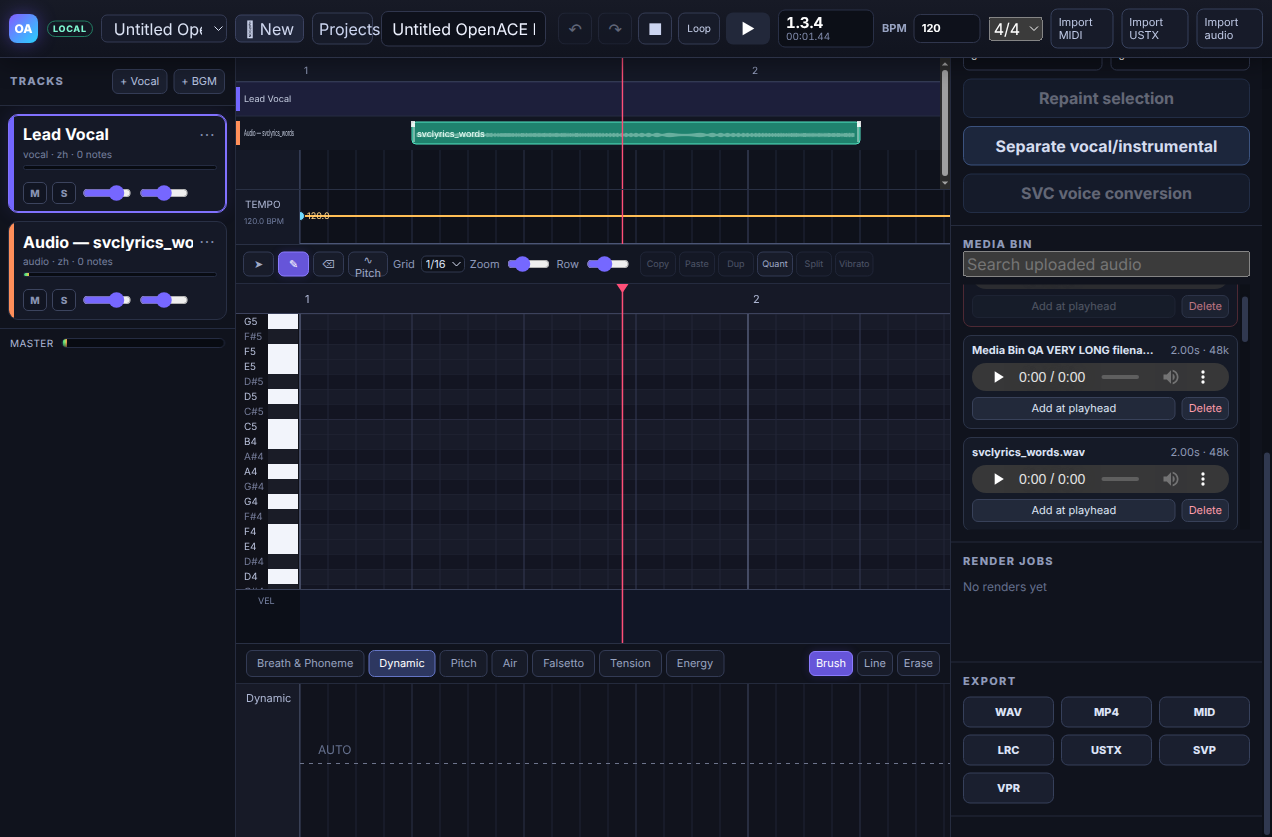 OA LOCAL Untitled Ope New Projects Untitled OpenACE Loop 1.3.4 BPM 120 4/4 Import MIDI Import USTX Import audio
00:01.44
TRACKS + Vocal + BGM
Lead Vocal ...
vocal · zh · 0 notes
M S
Audio — svclyrics_wo ...
audio · zh · 0 notes
M S
MASTER
1 2
Lead Vocal
Audio — svclyrics_words svclyrics_words
TEMPO
120.0 BPM 120.0
Pitch Grid 1/16 Zoom Row Copy Paste Dup Quant Split Vibrato
1 2
G5
F#5
F5
E5
D#5
D5
C#5
C5
B4
A#4
A4
G#4
G4
F#4
F4
E4
D#4
D4
VEL
Breath & Phoneme Dynamic Pitch Air Falsetto Tension Energy Brush Line Erase
Dynamic
AUTO
Repaint selection
Separate vocal/instrumental
SVC voice conversion
MEDIA BIN
Search uploaded audio
Add at playhead Delete
Media Bin QA VERY LONG filena... 2.00s · 48k
0:00 / 0:00
Add at playhead Delete
svclyrics_words.wav 2.00s · 48k
0:00 / 0:00
Add at playhead Delete
RENDER JOBS
No renders yet
EXPORT
WAV MP4 MID
LRC USTX SVP
VPR